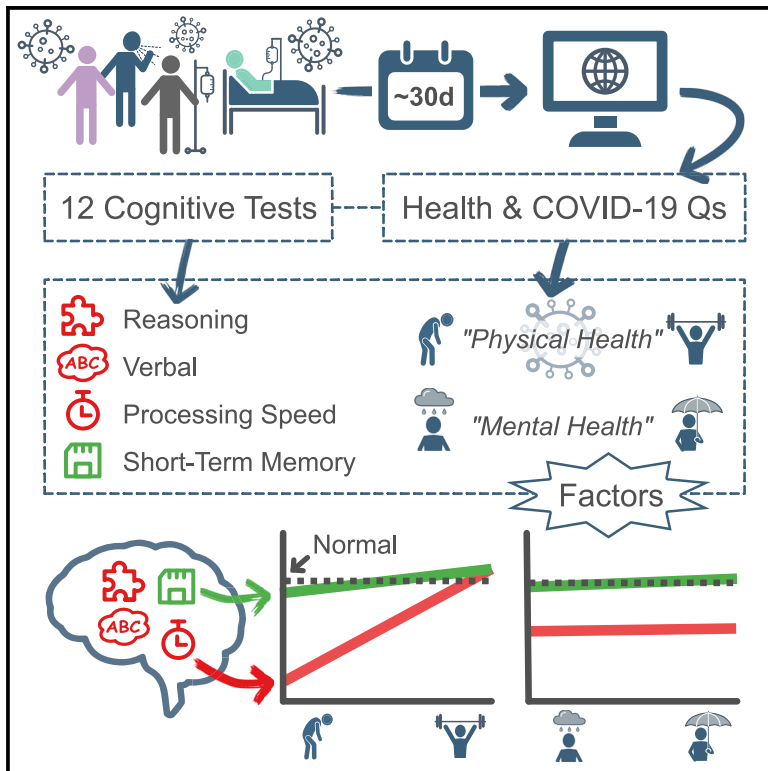 ~30d
12 Cognitive Tests
Health & COVID-19 Qs
Reasoning
ABC
Verbal
Processing Speed
Short-Term Memory
"Physical Health"
"Mental Health"
Factors
Normal
ABC